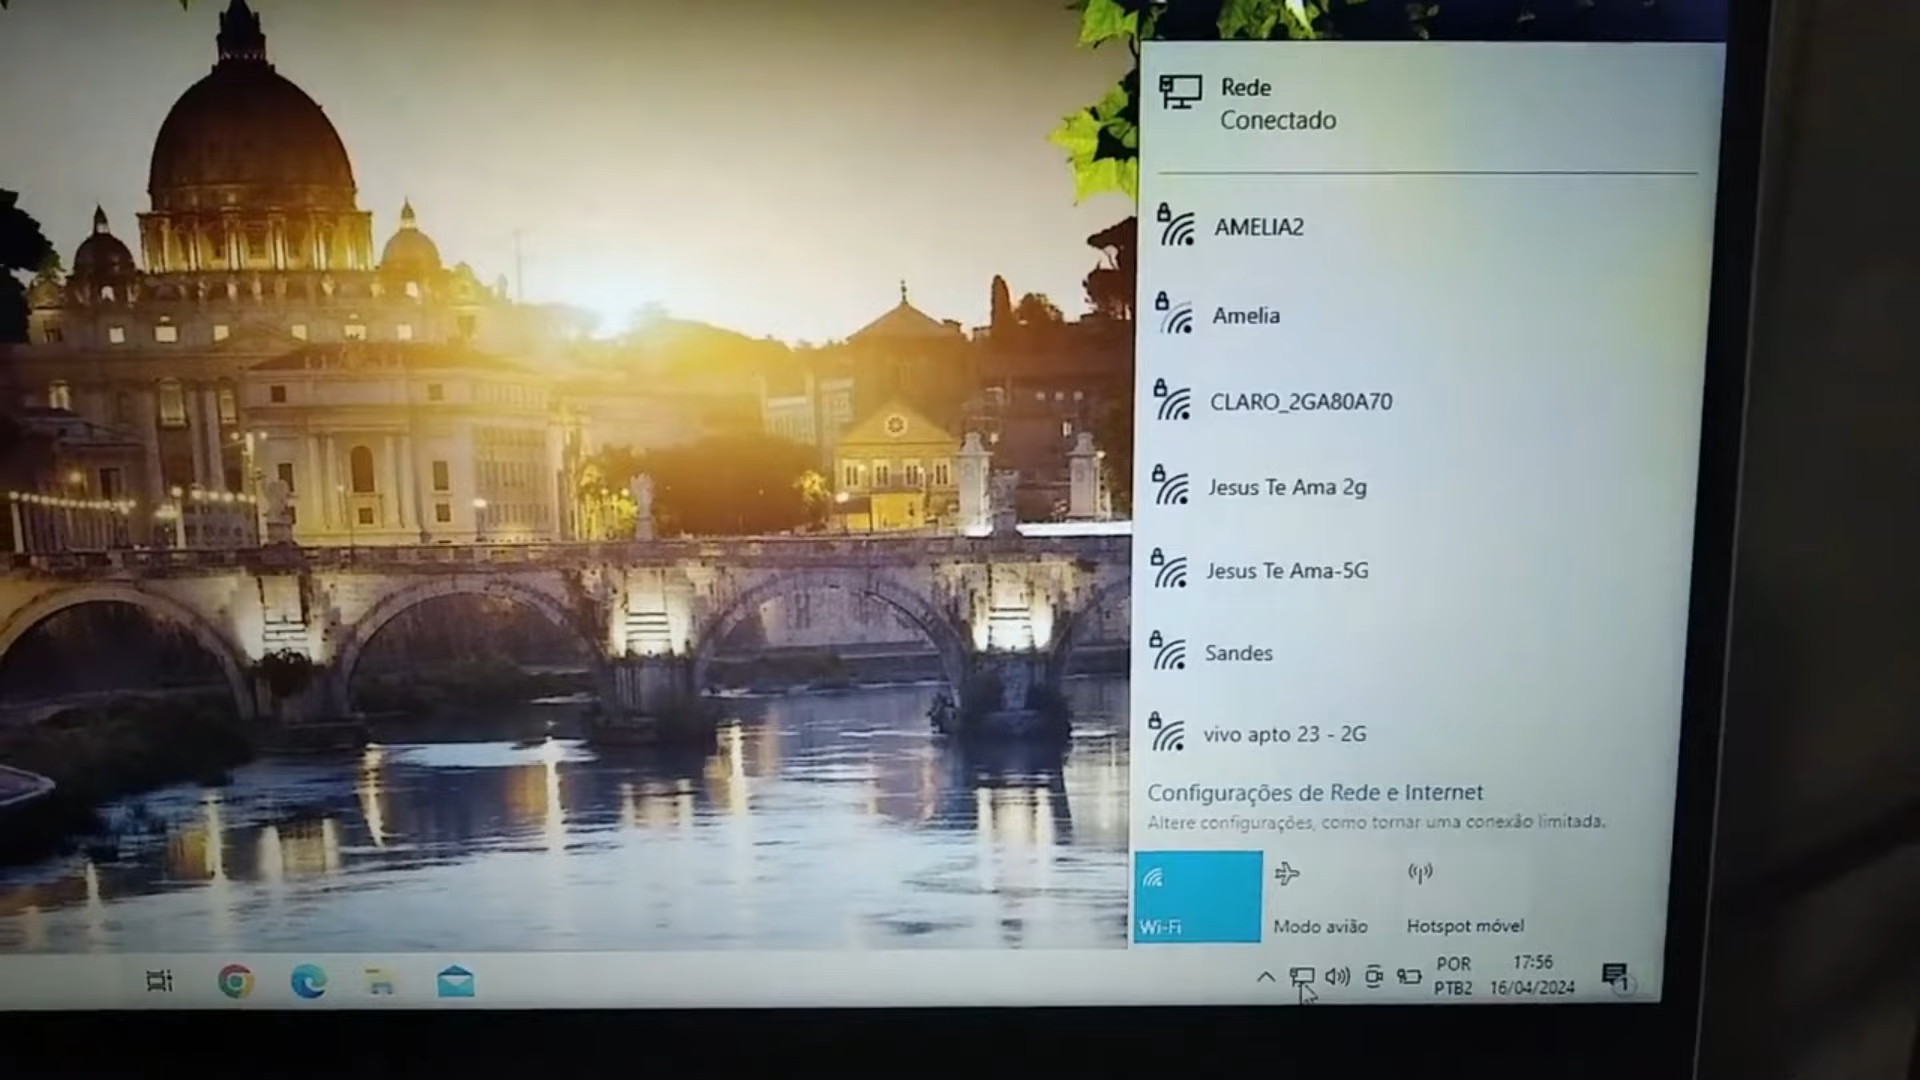 Rede
Conectado
AMELIA2
Amelia
CLARO_2GA80A70
Jesus Te Ama 2g
Jesus Te Ama-5G
Sandes
vivo apto 23 - 2G
Configurações de Rede e Internet
Altere configurações, como tornar uma conexão limitada.
Wi-Fi
Modo avião
Hotspot móvel
POR
PTB2
17:56
16/04/2024
1